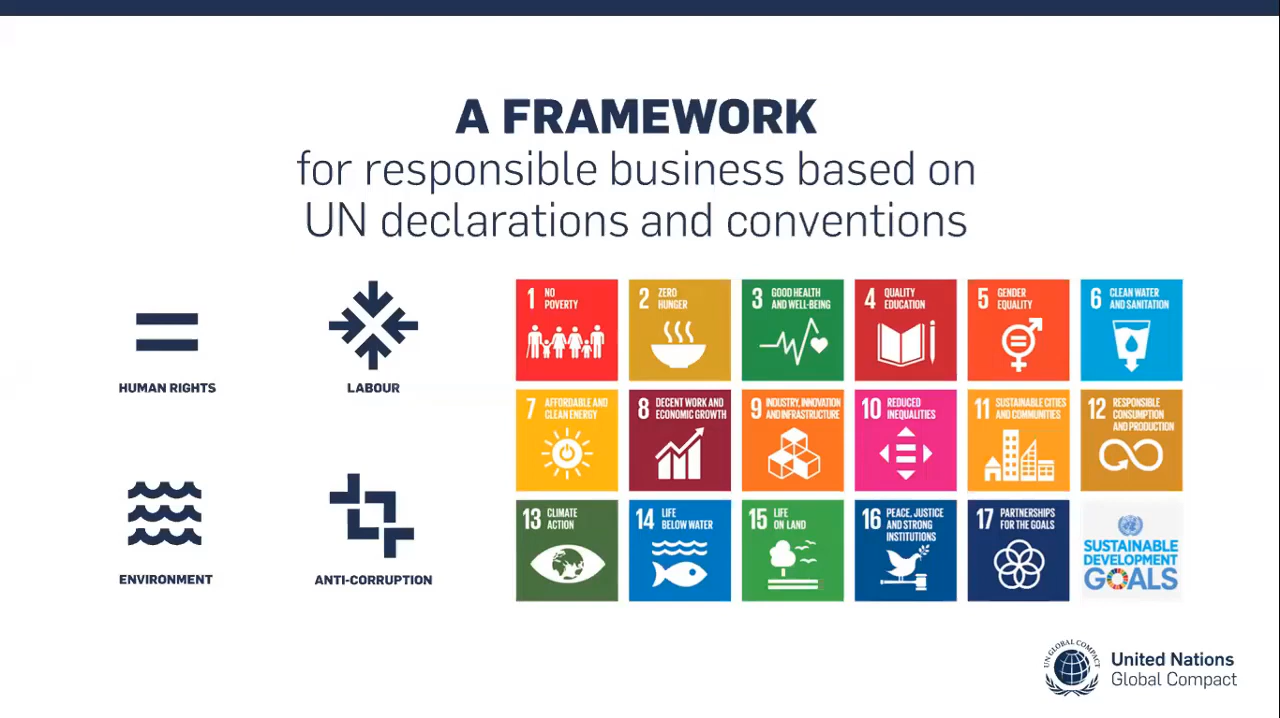 A FRAMEWORK
for responsible business based on
UN declarations and conventions
HUMAN RIGHTS
LABOUR
ENVIRONMENT
ANTI-CORRUPTION
1 NO
POVERTY
2 ZERO
HUNGER
3 GOOD HEALTH
AND WELL-BEING
4 QUALITY
EDUCATION
5 GENDER
EQUALITY
6 CLEAN WATER
AND SANITATION
7 AFFORDABLE AND
CLEAN ENERGY
8 DECENT WORK AND
ECONOMIC GROWTH
9 INDUSTRY, INNOVATION
AND INFRASTRUCTURE
10 REDUCED
INEQUALITIES
11 SUSTAINABLE CITIES
AND COMMUNITIES
12 RESPONSIBLE
CONSUMPTION
AND PRODUCTION
13 CLIMATE
ACTION
14 LIFE
BELOW WATER
15 LIFE
ON LAND
16 PEACE, JUSTICE
AND STRONG
INSTITUTIONS
17 PARTNERSHIPS
FOR THE GOALS
SUSTAINABLE
DEVELOPMENT
GOALS
UN GLOBAL COMPACT
United Nations
Global Compact